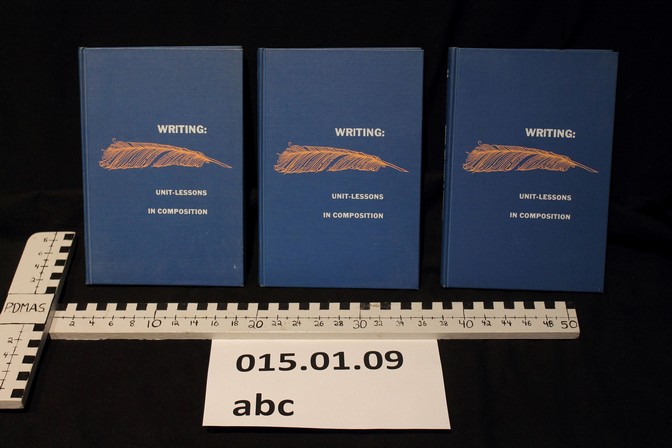 WRITING:
UNIT-LESSONS
IN COMPOSITION
WRITING:
UNIT-LESSONS
IN COMPOSITION
WRITING:
UNIT-LESSONS
IN COMPOSITION
PDMAS
2 4 6 8 10 12 14 16 18 20 22 24 26 28 30 32 34 36 38 40 42 44 46 48 50
015.01.09
abc